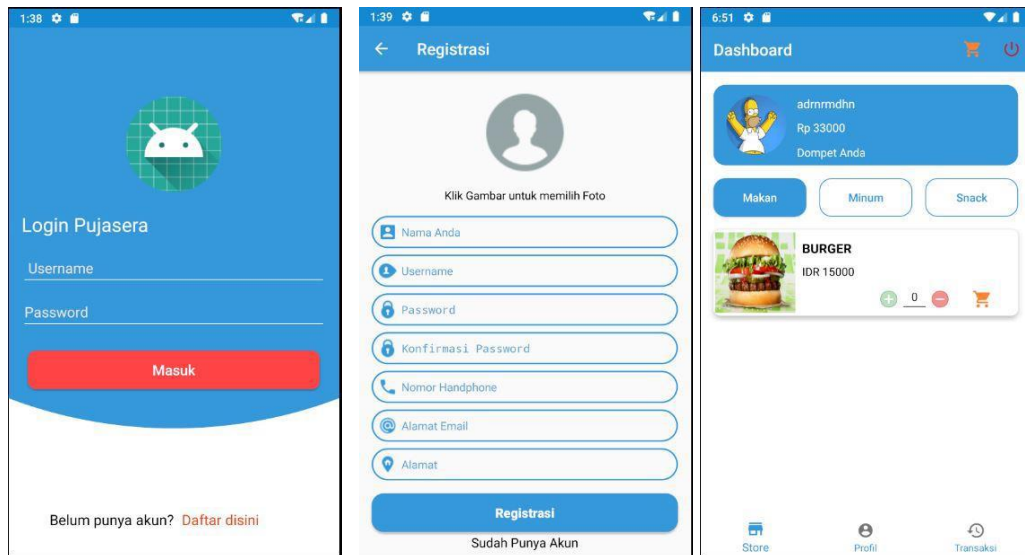 1:38
Login Pujasera
Username
Password
Masuk
Belum punya akun? Daftar disini
1:39
Registrasi
Klik Gambar untuk memilih Foto
Nama Anda
Username
Password
Konfirmasi Password
Nomor Handphone
Alamat Email
Alamat
Registrasi
Sudah Punya Akun
6:51
Dashboard
adrnrmdhn
Rp 33000
Dompet Anda
Makan
Minum
Snack
BURGER
IDR 15000
0
Store
Profil
Transaksi